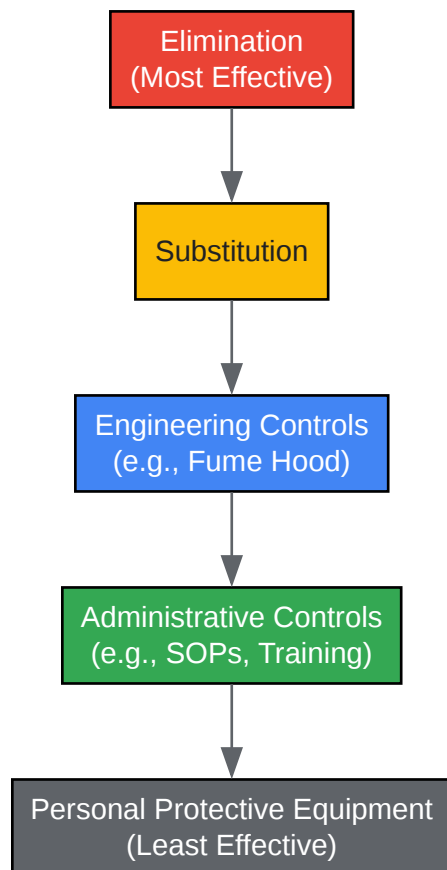 Elimination
(Most Effective)
Substitution
Engineering Controls
(e.g., Fume Hood)
Administrative Controls
(e.g., SOPs, Training)
Personal Protective Equipment
(Least Effective)